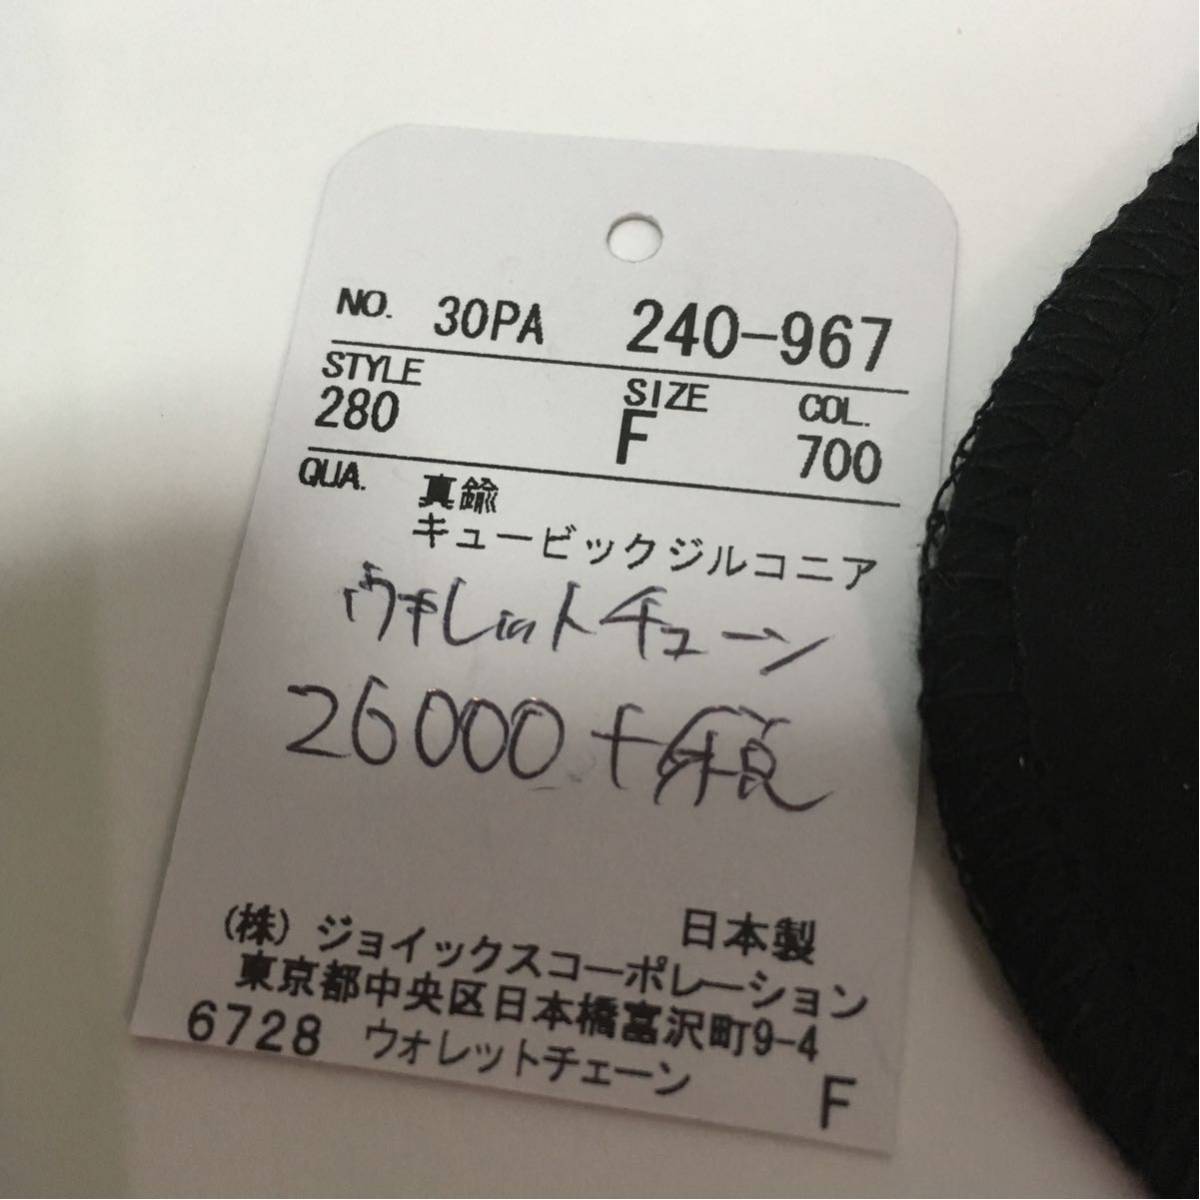 NO. 30PA 240-967
STYLE SIZE COL.
280 F 700
QUA. 真鍮
キュービックジルコニア
ウォレットチェーン
26000+税
日本製
(株)ジョイックスコーポレーション
東京都中央区日本橋富沢町9-4
6728 ウオレットチェーン F